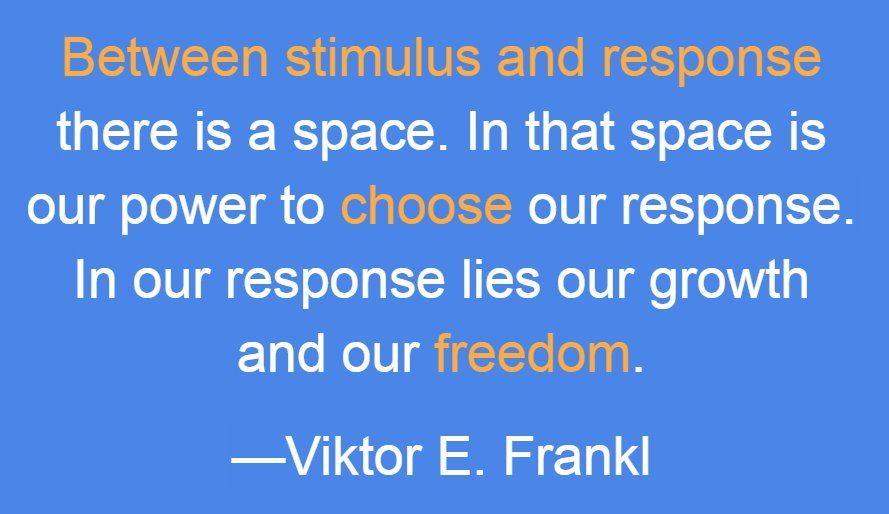 Between stimulus and response
there is a space. In that space is
our power to choose our response.
In our response lies our growth
and our freedom.
—Viktor E. Frankl